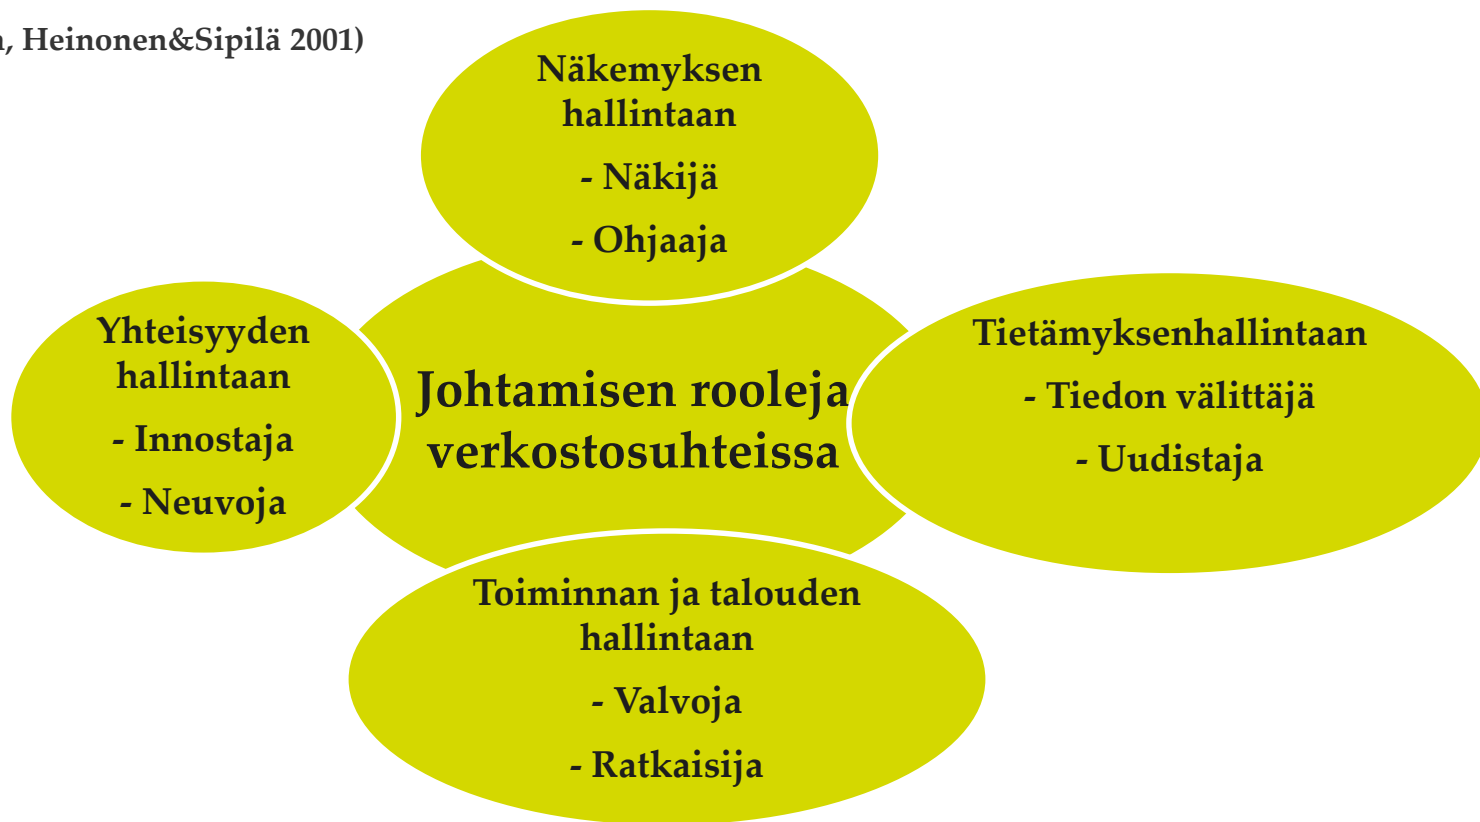 , Heinonen&Sipilä 2001)
Näkemyksen
hallintaan
- Näkijä
- Ohjaaja
Yhteisyyden
hallintaan
- Innostaja
- Neuvoja
Johtamisen rooleja
verkostosuhteissa
Tietämyksenhallintaan
- Tiedon välittäjä
- Uudistaja
Toiminnan ja talouden
hallintaan
- Valvoja
- Ratkaisija